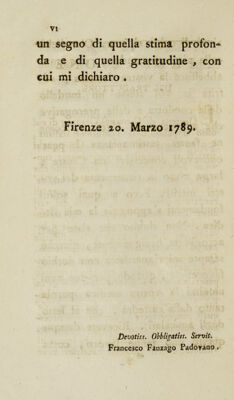 VI
un segno di quella stima profon-
da e di quella gratitudine , con
cui mi dichiaro .
Firenze 20. Marzo 1789.
Devotiss. Obbligatiss. Servit.
Francesco Fanzago Padovano .